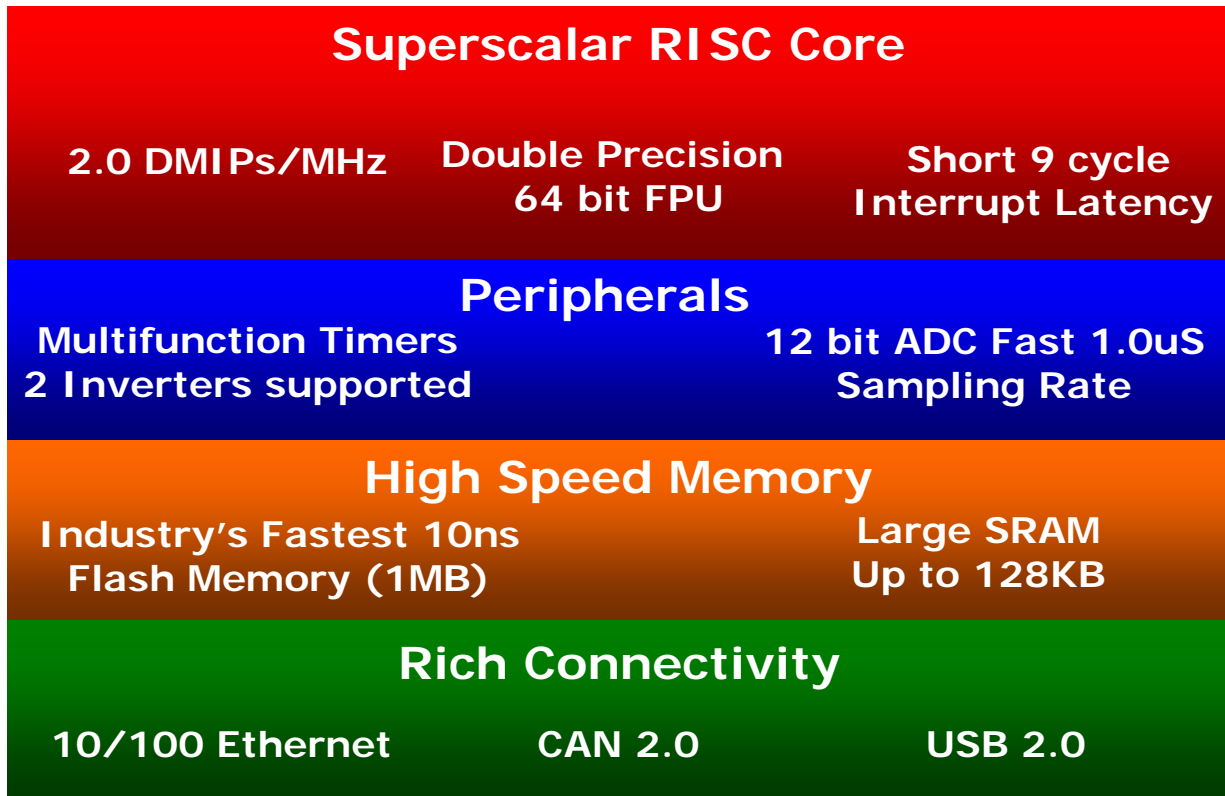 Superscalar RISC Core
2.0 DMIPs/MHz
Double Precision
64 bit FPU
Short 9 cycle
Interrupt Latency
Peripherals
Multifunction Timers
2 Inverters supported
12 bit ADC Fast 1.0uS
Sampling Rate
High Speed Memory
Industry’s Fastest 10ns
Flash Memory (1MB)
Large SRAM
Up to 128KB
Rich Connectivity
10/100 Ethernet
CAN 2.0
USB 2.0